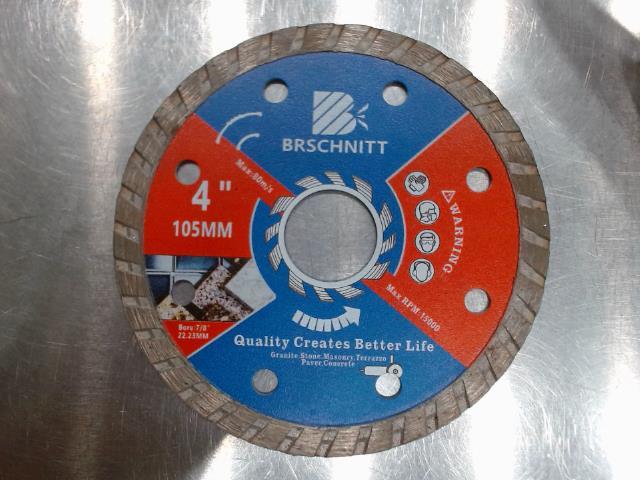 BRSCHNITT
Max:80m/s
4"
105MM
WARNING
Max RPM:15000
Boru:7/8"
22.23MM
Quality Creates Better Life
Granite.Stone.Masonry.Terrazzo
Paver.Concrete